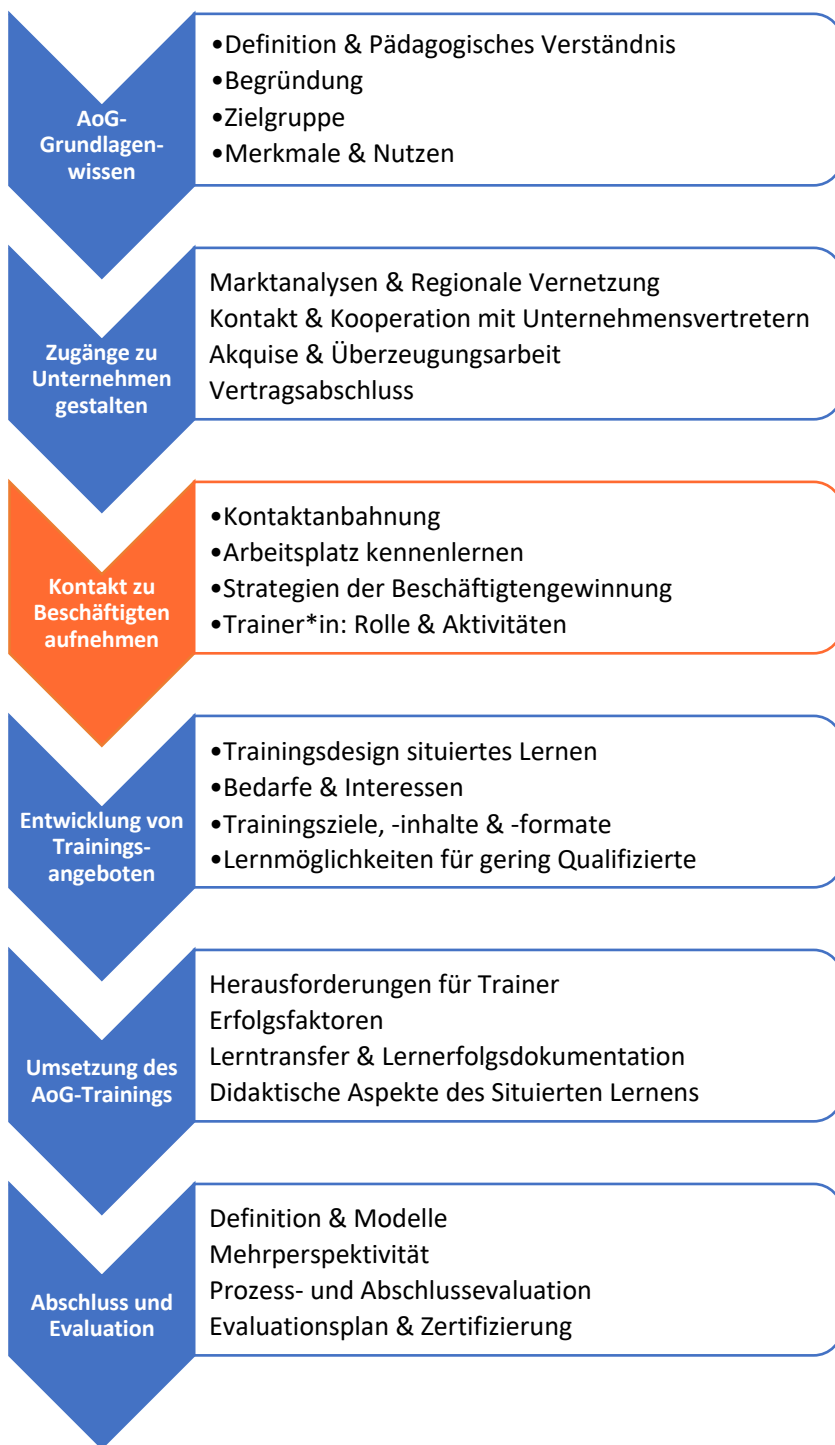 AoG-
Grundlagen-
wissen
•Definition & Pädagogisches Verständnis
•Begründung
•Zielgruppe
•Merkmale & Nutzen
Zugänge zu
Unternehmen
gestalten
Marktanalysen & Regionale Vernetzung
Kontakt & Kooperation mit Unternehmensvertretern
Akquise & Überzeugungsarbeit
Vertragsabschluss
Kontakt zu
Beschäftigten
aufnehmen
•Kontaktanbahnung
•Arbeitsplatz kennenlernen
•Strategien der Beschäftigtengewinnung
•Trainer*in: Rolle & Aktivitäten
Entwicklung von
Trainings-
angeboten
•Trainingsdesign situiertes Lernen
•Bedarfe & Interessen
•Trainingsziele, -inhalte & -formate
•Lernmöglichkeiten für gering Qualifizierte
Umsetzung des
AoG-Trainings
Herausforderungen für Trainer
Erfolgsfaktoren
Lerntransfer & Lernerfolgsdokumentation
Didaktische Aspekte des Situierten Lernens
Abschluss und
Evaluation
Definition & Modelle
Mehrperspektivität
Prozess- und Abschlussevaluation
Evaluationsplan & Zertifizierung